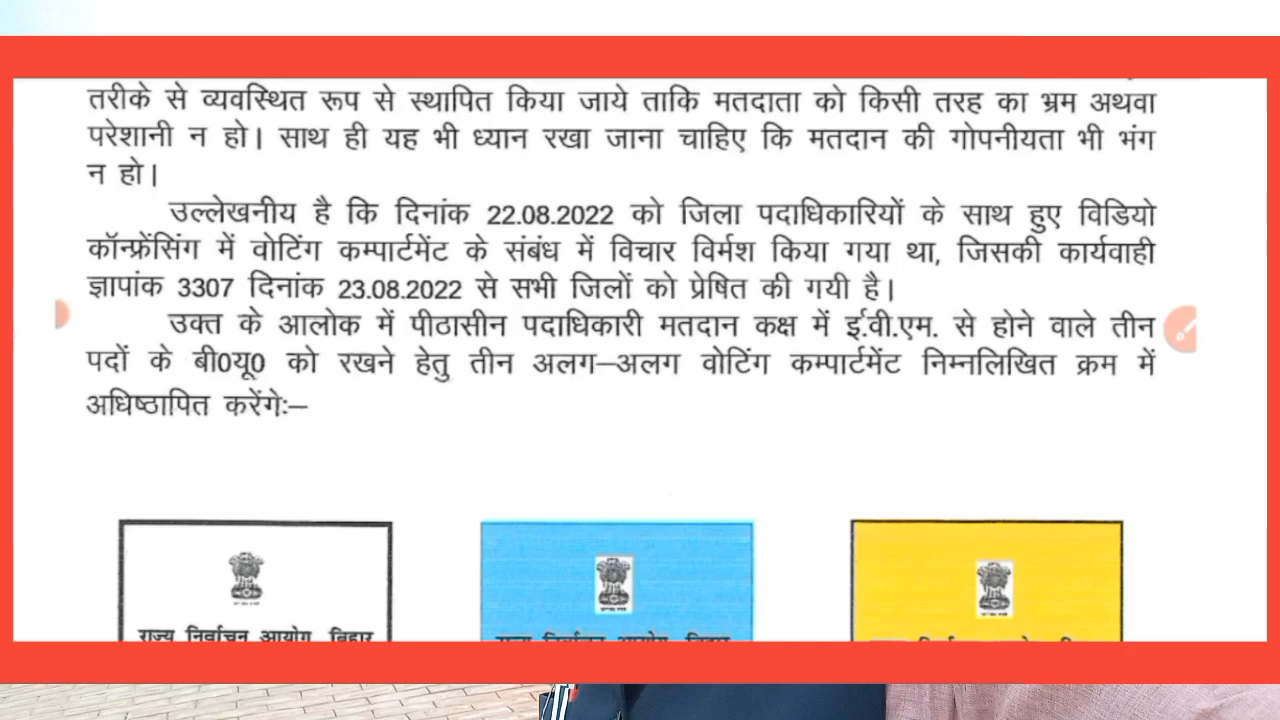 तरीके से व्यवस्थित रूप से स्थापित किया जाये ताकि मतदाता को किसी तरह का भ्रम अथवा
परेशानी न हो। साथ ही यह भी ध्यान रखा जाना चाहिए कि मतदान की गोपनीयता भी भंग
न हो।
उल्लेखनीय है कि दिनांक 22.08.2022 को जिला पदाधिकारियों के साथ हुए विडियो
कॉन्फ्रेंसिंग में वोटिंग कम्पार्टमेंट के संबंध में विचार विर्मश किया गया था, जिसकी कार्यवाही
ज्ञापांक 3307 दिनांक 23.08.2022 से सभी जिलों को प्रेषित की गयी है।
उक्त के आलोक में पीठासीन पदाधिकारी मतदान कक्ष में ई.वी.एम. से होने वाले तीन
पदों के बी0यू0 को रखने हेतु तीन अलग–अलग वोटिंग कम्पार्टमेंट निम्नलिखित क्रम में
अधिष्ठापित करेंगेः–
राज्य निर्वाचन आयोग, बिहार